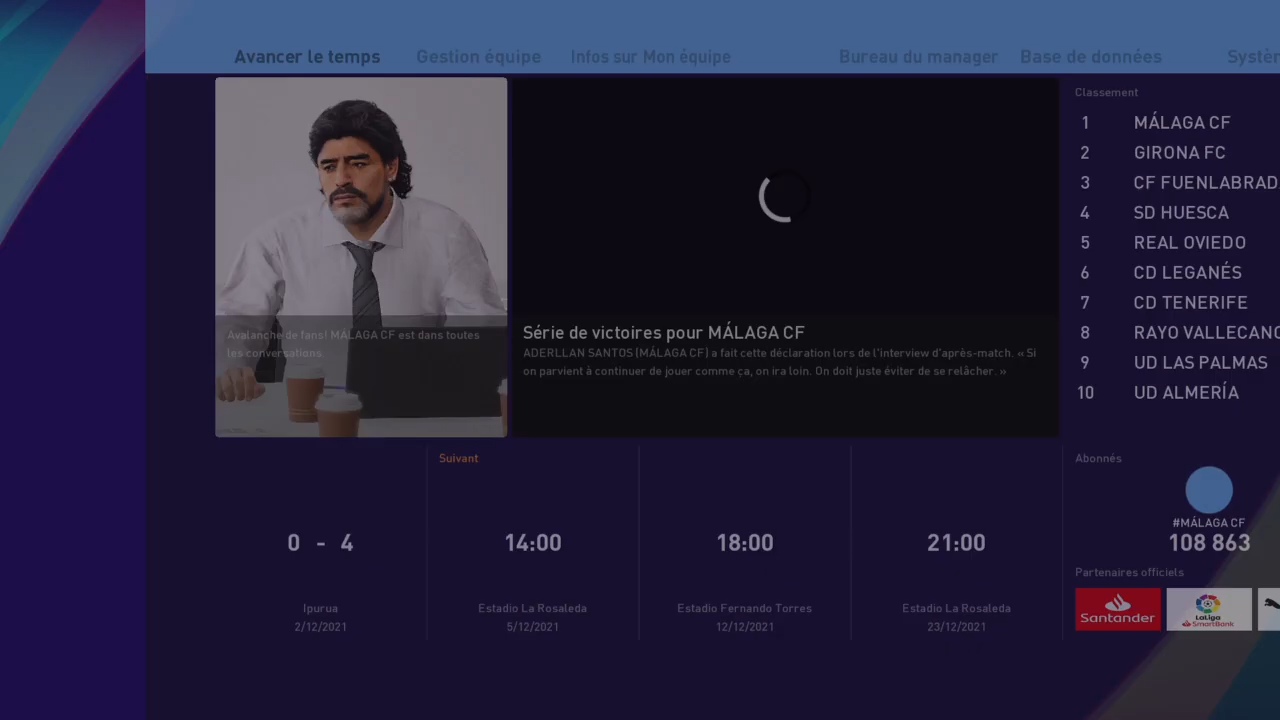 Avancer le temps
Gestion équipe
Infos sur Mon équipe
Bureau du manager
Base de données
Systèr
Avalanche de fans! MÁLAGA CF est dans toutes
les conversations.
Série de victoires pour MÁLAGA CF
ADERLLAN SANTOS (MÁLAGA CF) a fait cette déclaration lors de l'interview d'après-match. « Si
on parvient à continuer de jouer comme ça, on ira loin. On doit juste éviter de se relâcher. »
Classement
1 MÁLAGA CF
2 GIRONA FC
3 CF FUENLABRAD
4 SD HUESCA
5 REAL OVIEDO
6 CD LEGANÉS
7 CD TENERIFE
8 RAYO VALLECANO
9 UD LAS PALMAS
10 UD ALMERÍA
0 - 4
Ipurua
2/12/2021
Suivant
14:00
Estadio La Rosaleda
5/12/2021
18:00
Estadio Fernando Torres
12/12/2021
21:00
Estadio La Rosaleda
23/12/2021
Abonnés
#MÁLAGA CF
108 863
Partenaires officiels
Santander
LaLiga
SmartBank